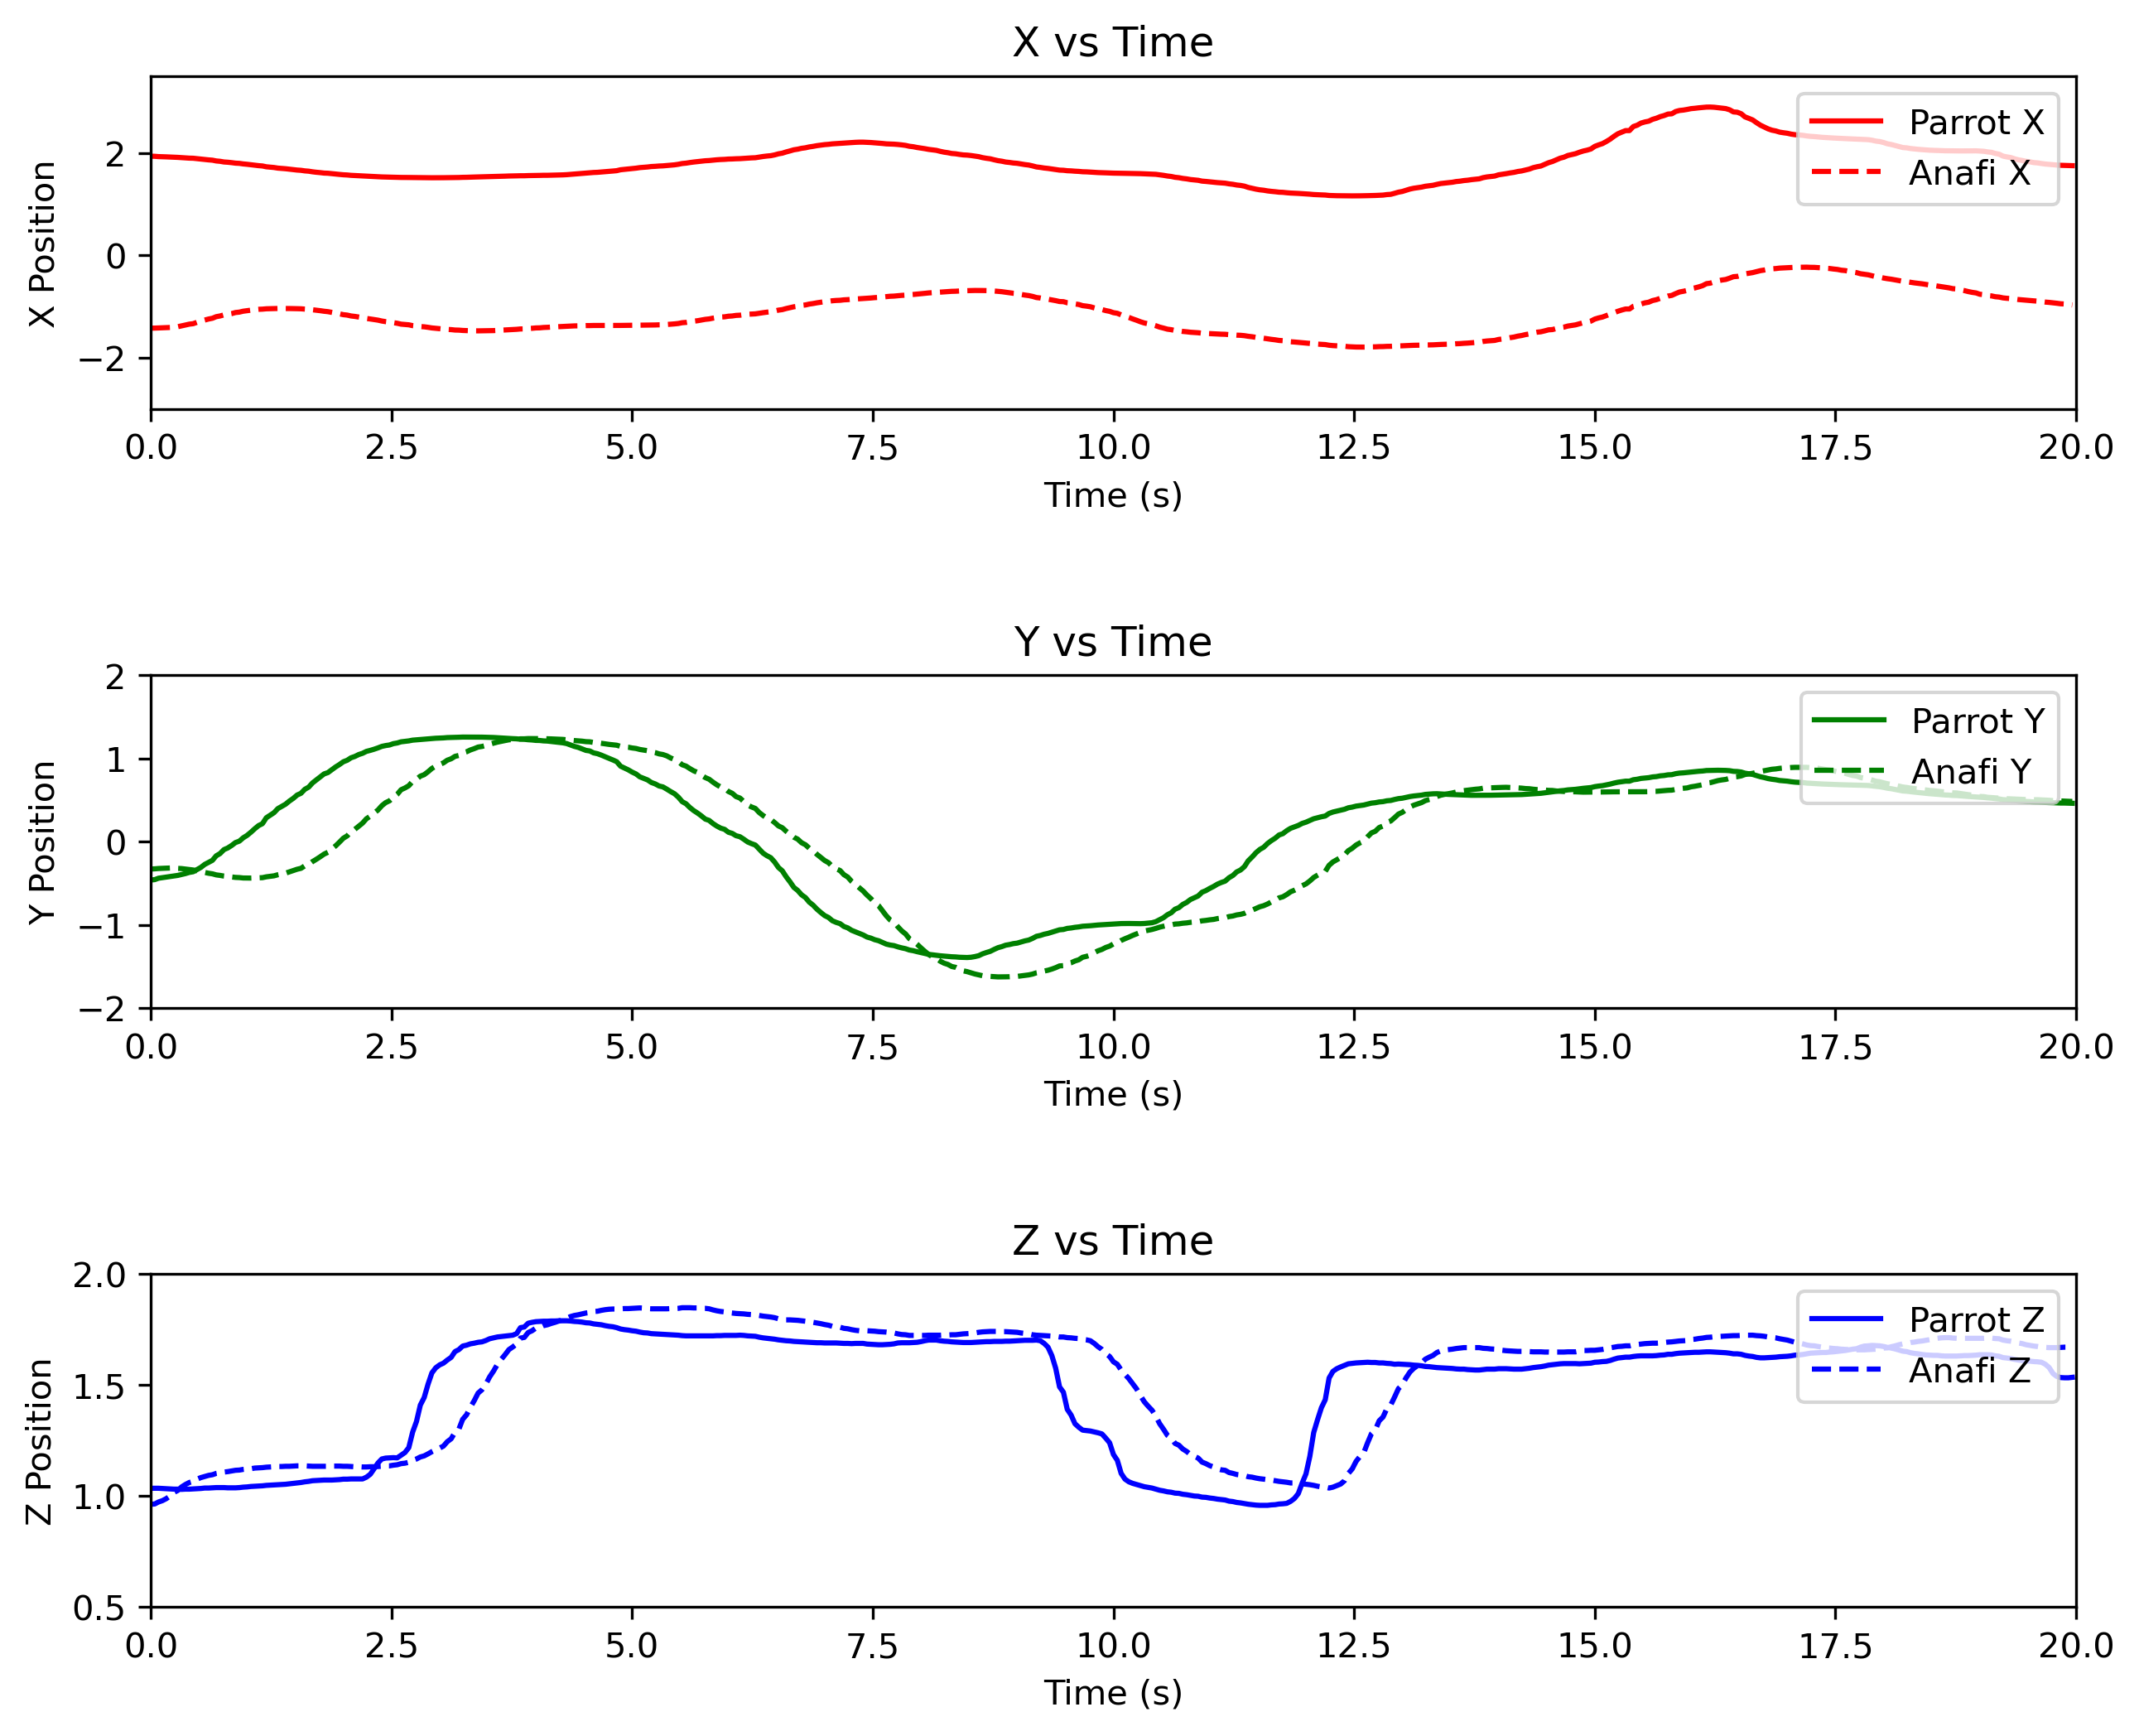 X vs Time
X Position
2
0
−2
Parrot X
Anafi X
0.0 2.5 5.0 7.5 10.0 12.5 15.0 17.5 20.0
Time (s)
Y vs Time
Y Position
2
1
0
−1
−2
Parrot Y
Anafi Y
0.0 2.5 5.0 7.5 10.0 12.5 15.0 17.5 20.0
Time (s)
Z vs Time
Z Position
2.0
1.5
1.0
0.5
Parrot Z
Anafi Z
0.0 2.5 5.0 7.5 10.0 12.5 15.0 17.5 20.0
Time (s)